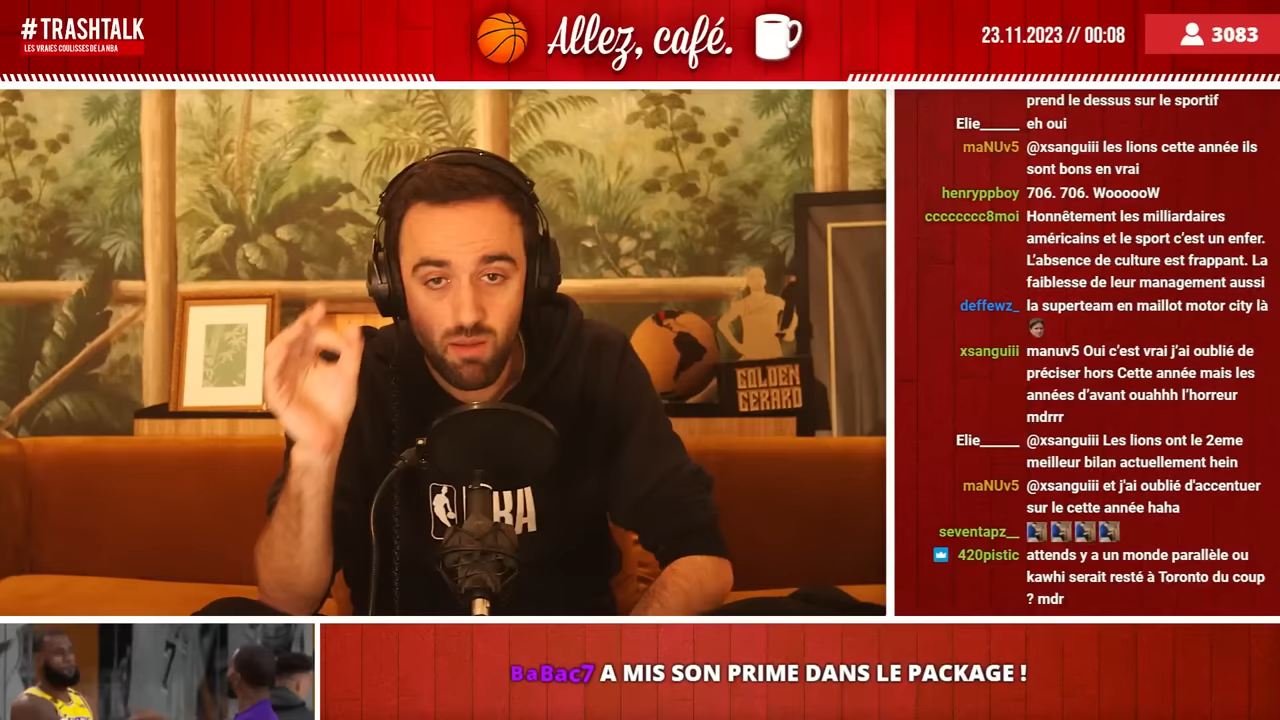 #TRASHTALK
LES VRAIES COULISSES DE LA NBA
Allez, café.
23.11.2023 // 00:08
3083
prend le dessus sur le sportif
Elie______ eh oui
maNUv5 @xsanguiii les lions cette année ils
sont bons en vrai
henryppboy 706. 706. WoooooW
cccccccc8moi Honnêtement les milliardaires
américains et le sport c’est un enfer.
L’absence de culture est frappant. La
faiblesse de leur management aussi
deffewz_ la superteam en maillot motor city là
xsanguiii manuv5 Oui c’est vrai j’ai oublié de
préciser hors Cette année mais les
années d’avant ouahhh l’horreur
mdrrr
Elie______ @xsanguiii Les lions ont le 2eme
meilleur bilan actuellement hein
maNUv5 @xsanguiii et j'ai oublié d'accentuer
sur le cette année haha
seventapz__
420pistic attends y a un monde parallèle ou
kawhi serait resté à Toronto du coup
? mdr
GOLDEN
GERARD
BaBac7 A MIS SON PRIME DANS LE PACKAGE !